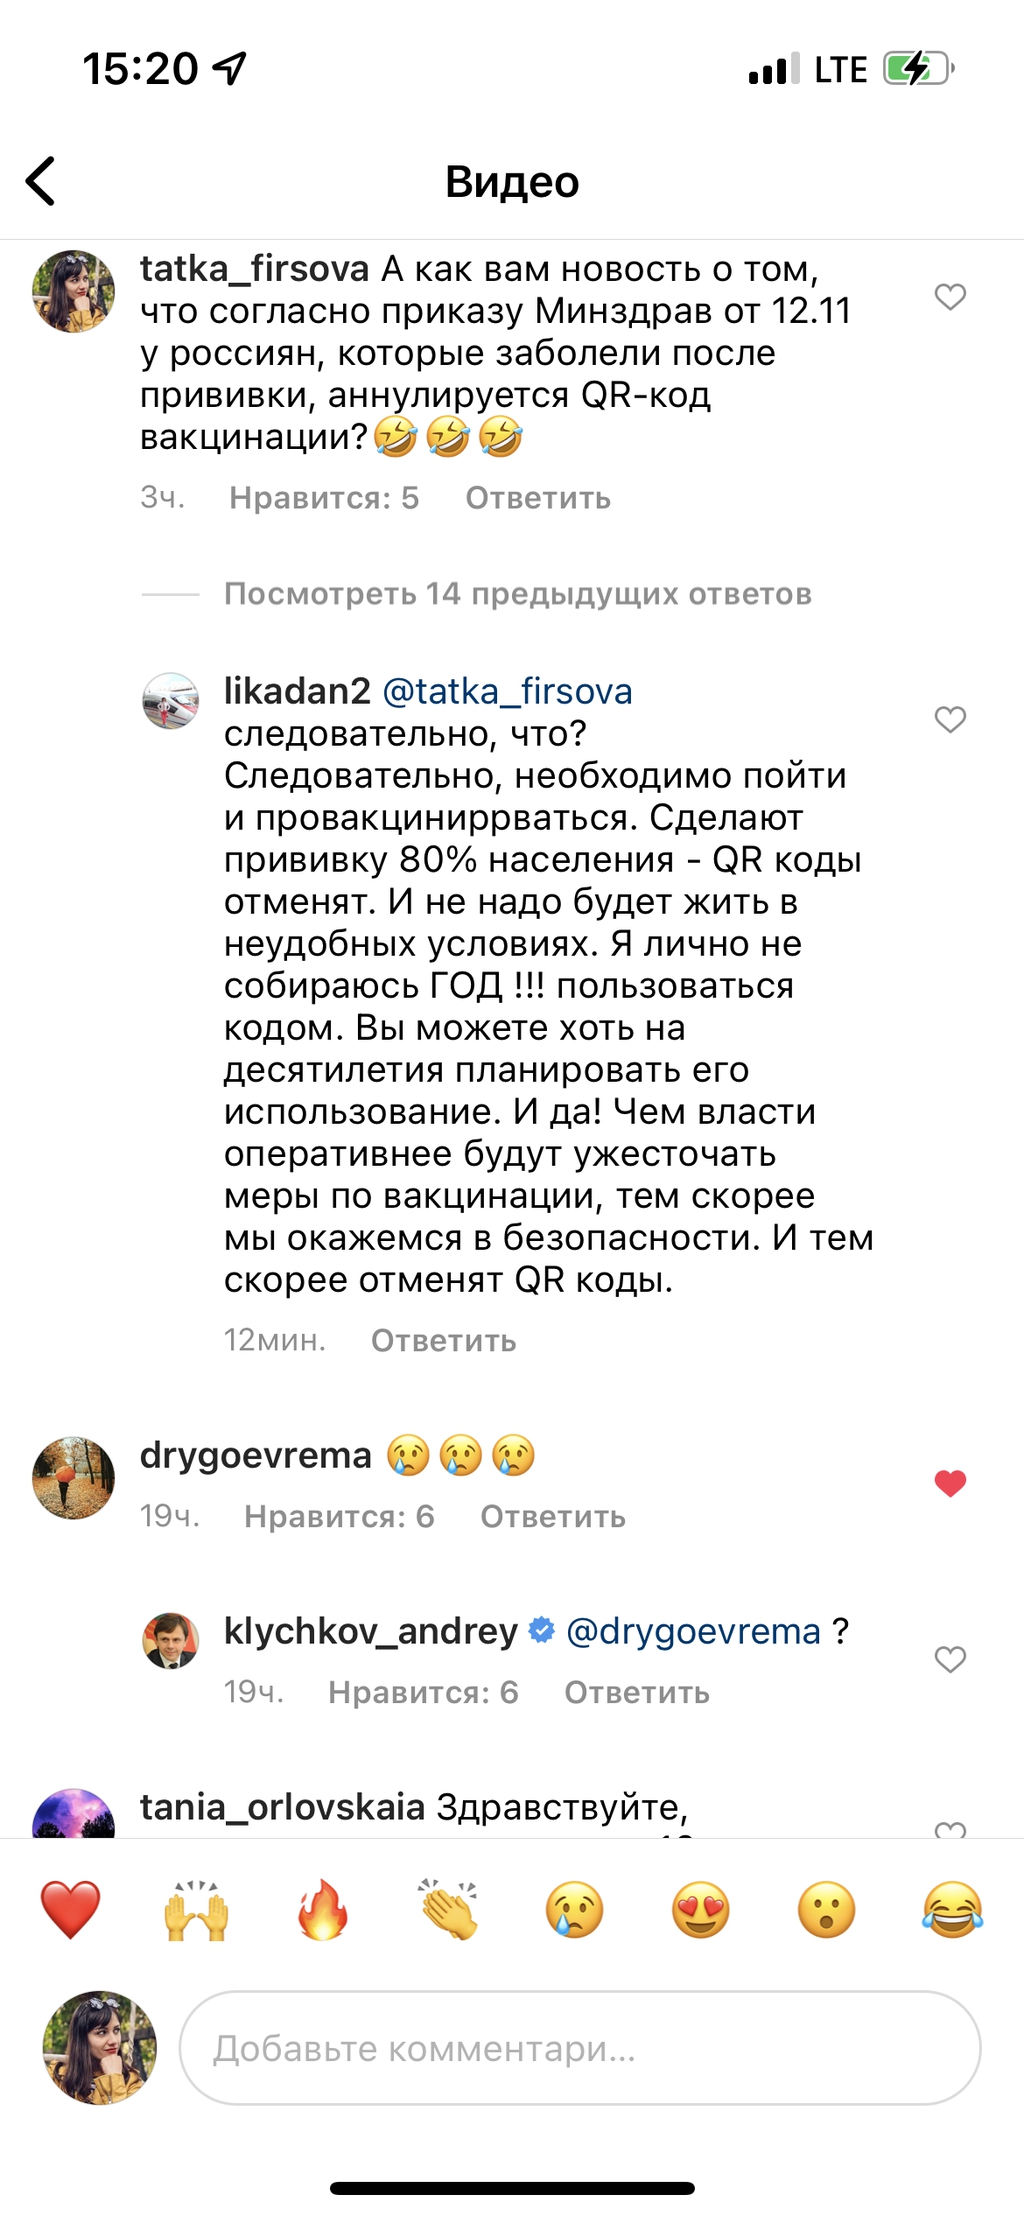 15:20
LTE
Видео
tatka_firsova А как вам новость о том,
что согласно приказу Минздрав от 12.11
у россиян, которые заболели после
прививки, аннулируется QR-код
вакцинации?🤣🤣🤣
3ч. Нравится: 5 Ответить
Посмотреть 14 предыдущих ответов
likadan2 @tatka_firsova
следовательно, что?
Следовательно, необходимо пойти
и провакциниррваться. Сделают
прививку 80% населения - QR коды
отменят. И не надо будет жить в
неудобных условиях. Я лично не
собираюсь ГОД !!! пользоваться
кодом. Вы можете хоть на
десятилетия планировать его
использование. И да! Чем власти
оперативнее будут ужесточать
меры по вакцинации, тем скорее
мы окажемся в безопасности. И тем
скорее отменят QR коды.
12мин. Ответить
drygoevrema 😢😢😢
19ч. Нравится: 6 Ответить
klychkov_andrey @drygoevrema ?
19ч. Нравится: 6 Ответить
tania_orlovskaia Здравствуйте,
Добавьте комментари...